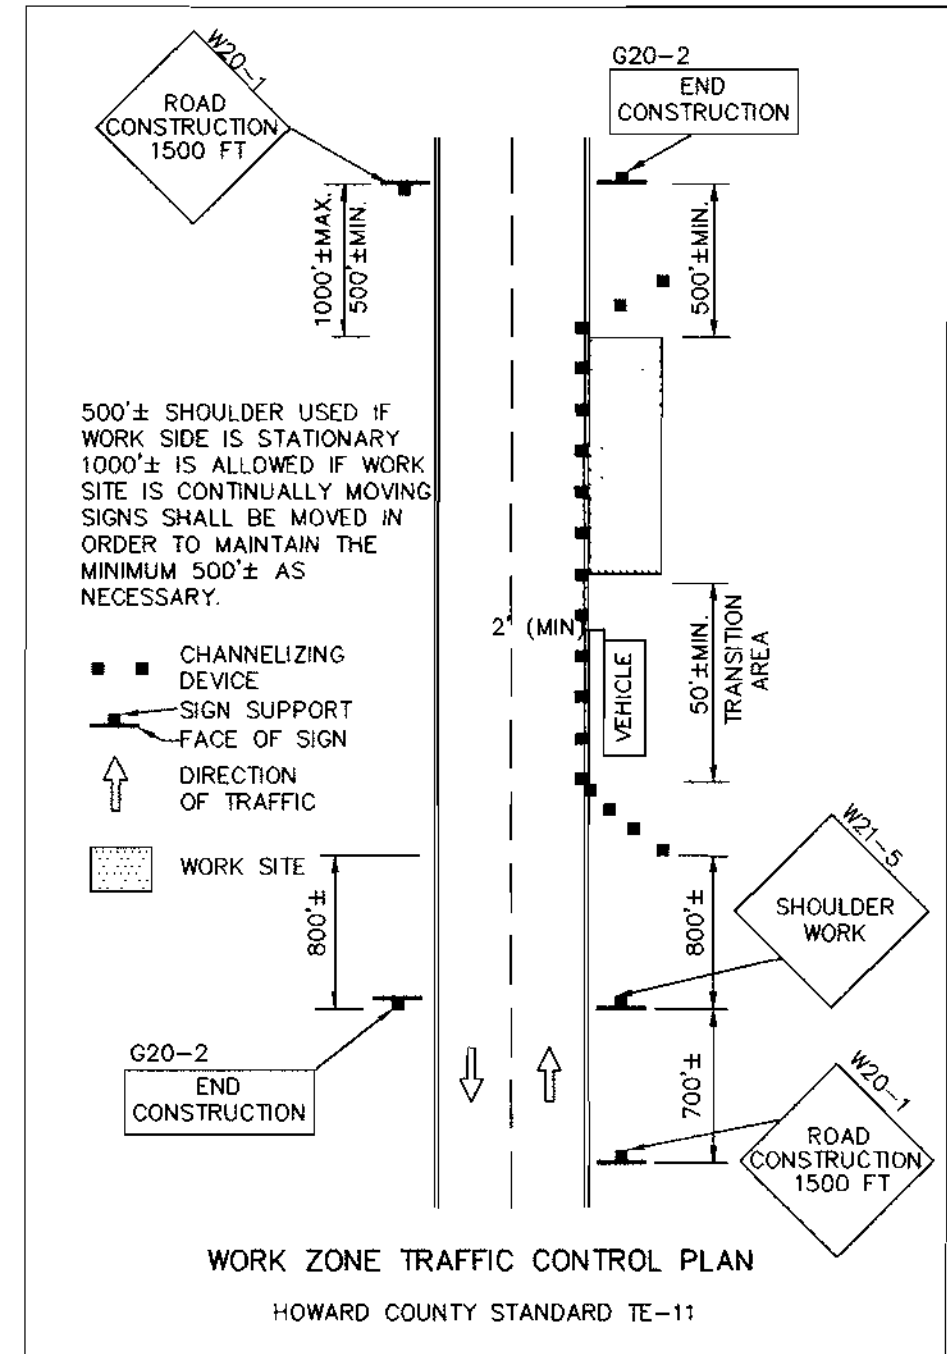 W20-1
ROAD
CONSTRUCTION
1500 FT
G20-2
END
CONSTRUCTION
1000'±MAX.
500'±MIN.
500'±MIN.
500'± SHOULDER USED IF
WORK SIDE IS STATIONARY
1000'± IS ALLOWED IF WORK
SITE IS CONTINUALLY MOVING
SIGNS SHALL BE MOVED IN
ORDER TO MAINTAIN THE
MINIMUM 500'± AS
NECESSARY.
2' (MIN)
VEHICLE
50'±MIN.
TRANSITION
AREA
CHANNELIZING
DEVICE
SIGN SUPPORT
FACE OF SIGN
DIRECTION
OF TRAFFIC
WORK SITE
800'±
800'±
W21-5
SHOULDER
WORK
G20-2
END
CONSTRUCTION
700'±
W20-1
ROAD
CONSTRUCTION
1500 FT
WORK ZONE TRAFFIC CONTROL PLAN
HOWARD COUNTY STANDARD TE-11